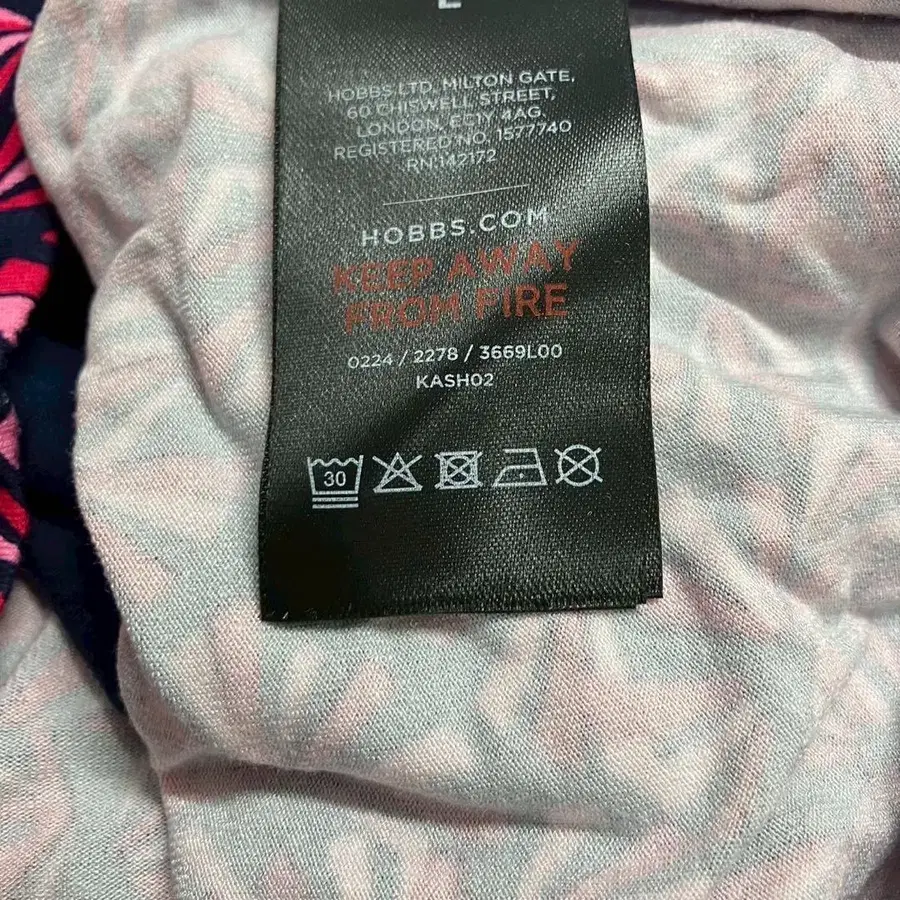 L
HOBBS LTD, MILTON GATE,
60 CHISWELL STREET,
LONDON, EC1Y 4AG
REGISTERED NO. 1577740
RN:142172
HOBBS.COM
KEEP AWAY
FROM FIRE
0224 / 2278 / 3669L00
KASH02
30